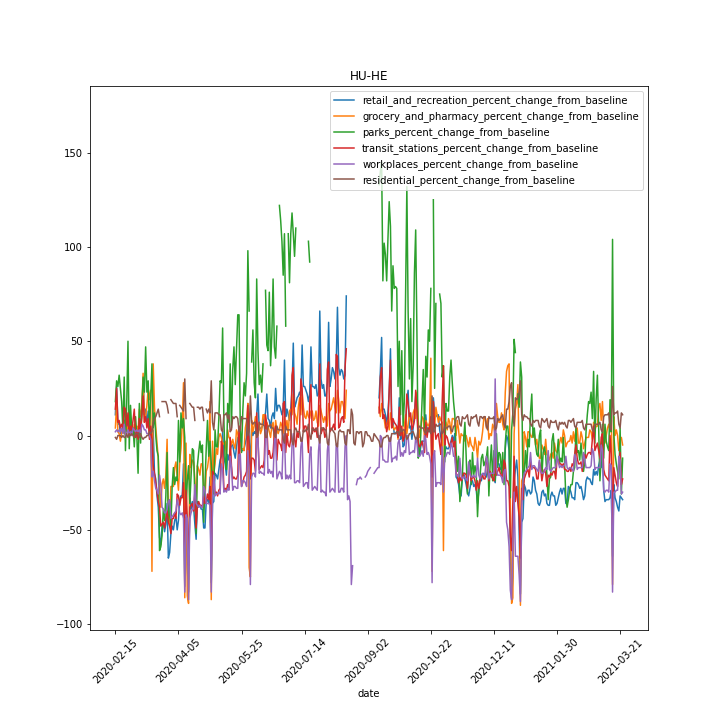 HU-HE
retail_and_recreation_percent_change_from_baseline
grocery_and_pharmacy_percent_change_from_baseline
parks_percent_change_from_baseline
transit_stations_percent_change_from_baseline
workplaces_percent_change_from_baseline
residential_percent_change_from_baseline
150
100
50
0
−50
−100
2020-02-15
2020-04-05
2020-05-25
2020-07-14
2020-09-02
2020-10-22
2020-12-11
2021-01-30
2021-03-21
date